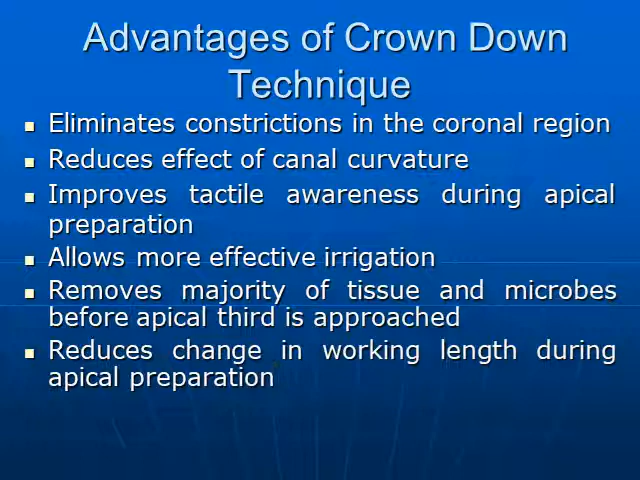 Advantages of Crown Down
Technique
Eliminates constrictions in the coronal region
Reduces effect of canal curvature
Improves tactile awareness during apical
preparation
Allows more effective irrigation
Removes majority of tissue and microbes
before apical third is approached
Reduces change in working length during
apical preparation